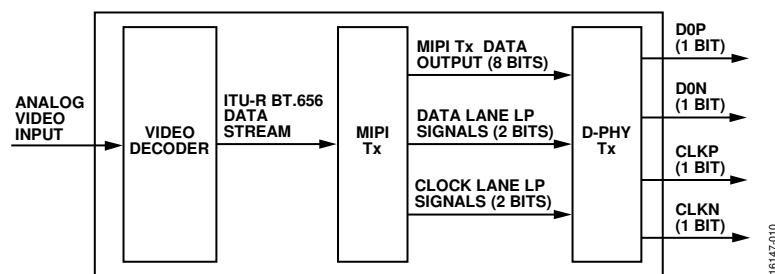 ANALOG
VIDEO
INPUT
VIDEO
DECODER
ITU-R BT.656
DATA
STREAM
MIPI
Tx
MIPI Tx DATA
OUTPUT (8 BITS)
DATA LANE LP
SIGNALS (2 BITS)
CLOCK LANE LP
SIGNALS (2 BITS)
D-PHY
Tx
D0P
(1 BIT)
D0N
(1 BIT)
CLKP
(1 BIT)
CLKN
(1 BIT)
16147-010